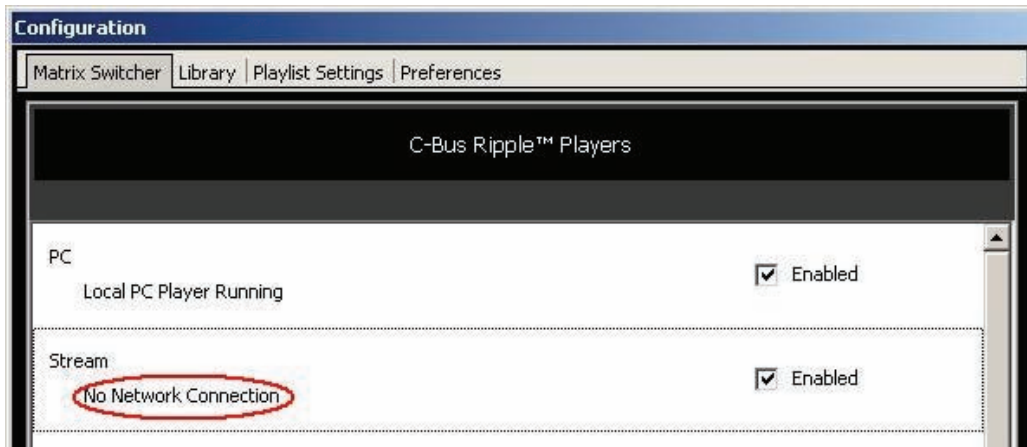 Configuration
Matrix Switcher Library Playlist Settings Preferences
C-Bus Ripple™ Players
PC
Local PC Player Running
Enabled
Stream
No Network Connection
Enabled